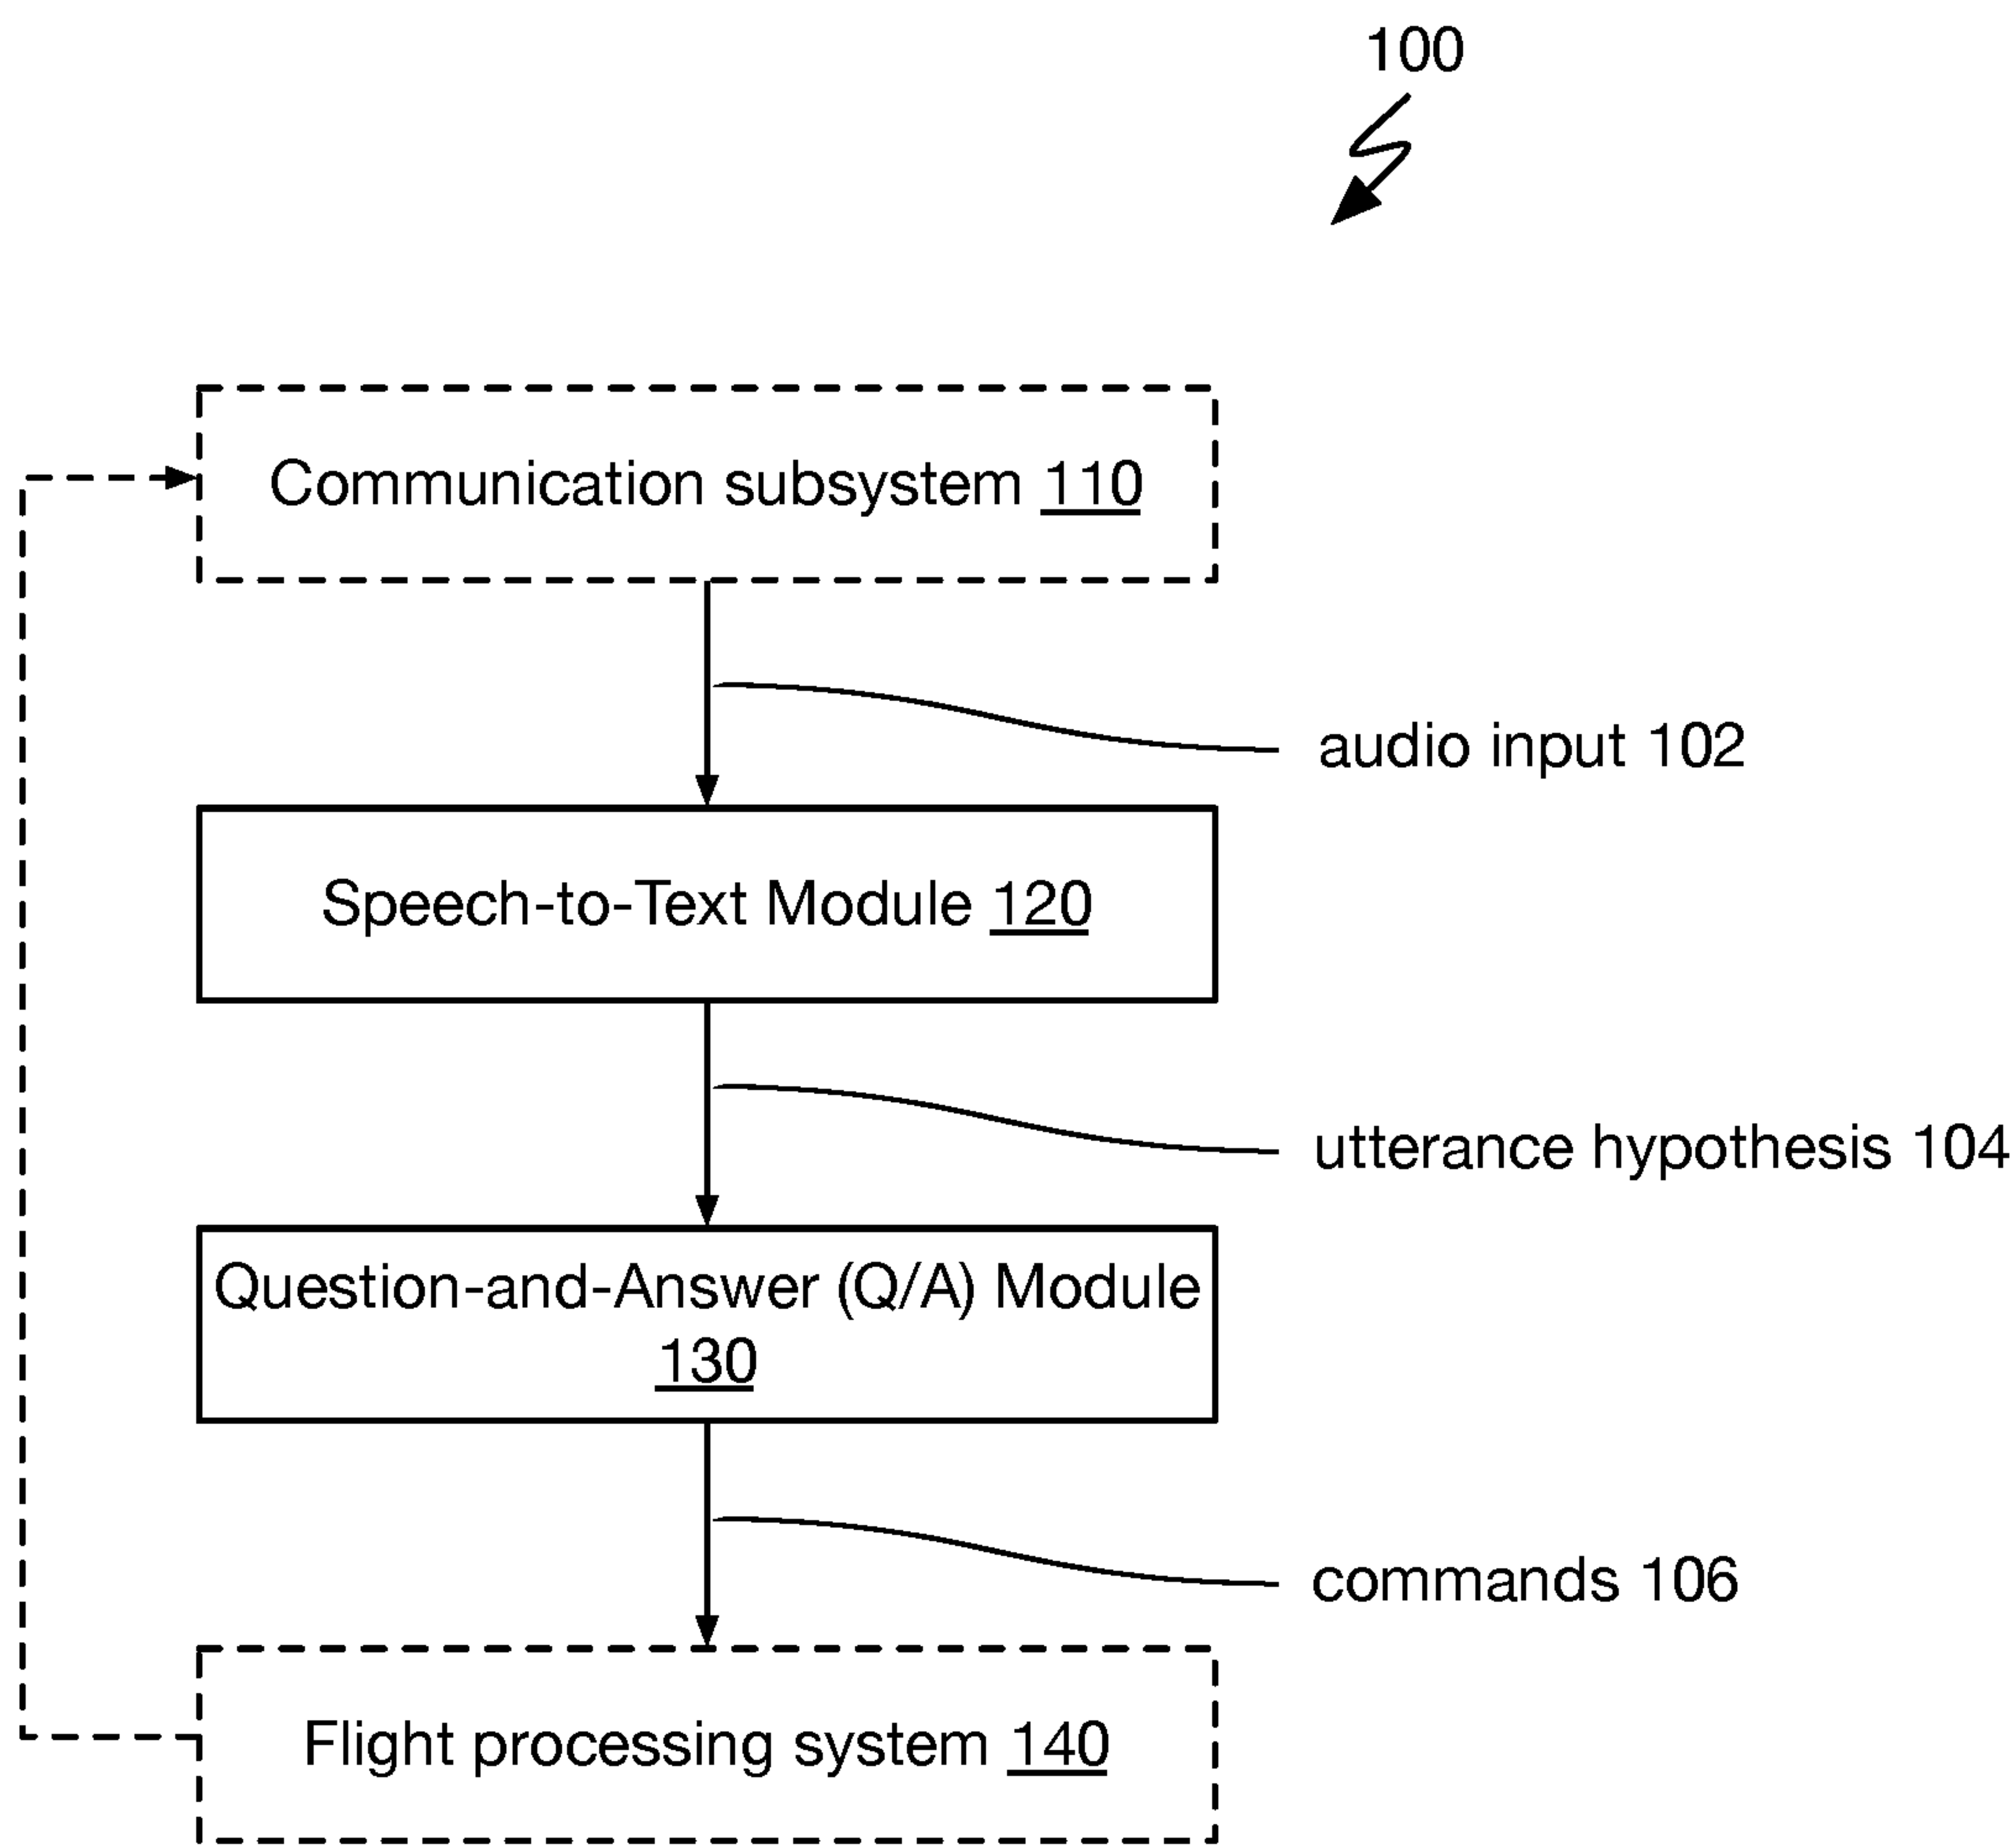 100
Communication subsystem 110
audio input 102
Speech-to-Text Module 120
utterance hypothesis 104
Question-and-Answer (Q/A) Module
130
commands 106
Flight processing system 140